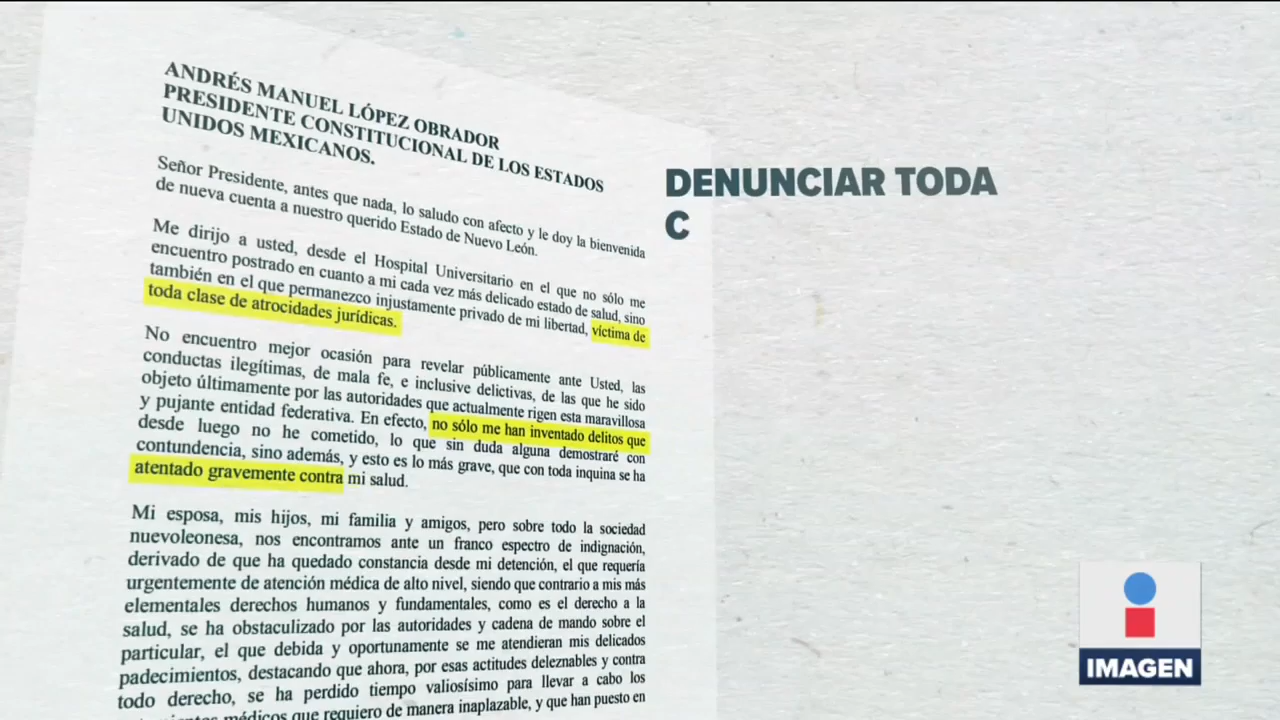 ANDRÉS MANUEL LÓPEZ OBRADOR
PRESIDENTE CONSTITUCIONAL DE LOS ESTADOS
UNIDOS MEXICANOS.
Señor Presidente, antes que nada, lo saludo con afecto y le doy la bienvenida
de nueva cuenta a nuestro querido Estado de Nuevo León.
Me dirijo a usted, desde el Hospital Universitario en el que no sólo me
encuentro postrado en cuanto a mi cada vez más delicado estado de salud, sino
también en el que permanezco injustamente privado de mi libertad, víctima de
toda clase de atrocidades jurídicas.
No encuentro mejor ocasión para revelar públicamente ante Usted, las
conductas ilegítimas, de mala fe, e inclusive delictivas, de las que he sido
objeto últimamente por las autoridades que actualmente rigen esta maravillosa
y pujante entidad federativa. En efecto, no sólo me han inventado delitos que
desde luego no he cometido, lo que sin duda alguna demostraré con
contundencia, sino además, y esto es lo más grave, que con toda inquina se ha
atentado gravemente contra mi salud.
Mi esposa, mis hijos, mi familia y amigos, pero sobre todo la sociedad
nuevoleonesa, nos encontramos ante un franco espectro de indignación,
derivado de que ha quedado constancia desde mi detención, el que requería
urgentemente de atención médica de alto nivel, siendo que contrario a mis más
elementales derechos humanos y fundamentales, como es el derecho a la
salud, se ha obstaculizado por las autoridades y cadena de mando sobre el
particular, el que debida y oportunamente se me atendieran mis delicados
padecimientos, destacando que ahora, por esas actitudes deleznables y contra
todo derecho, se ha perdido tiempo valiosísimo para llevar a cabo los
médicos que requiero de manera inaplazable, y que han puesto en
DENUNCIAR TODA
C
IMAGEN